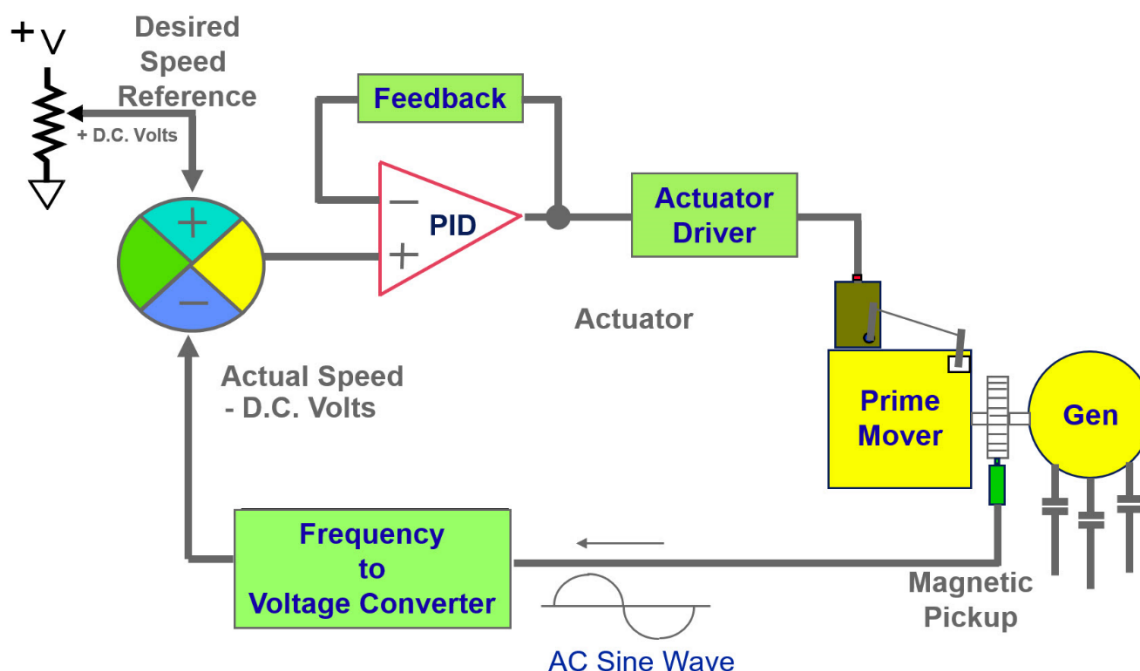 +V
Desired
Speed
Reference
+ D.C. Volts
Feedback
+
−
−
+
PID
Actuator
Driver
Actuator
Prime
Mover
Gen
Actual Speed
- D.C. Volts
Frequency
to
Voltage Converter
Magnetic
Pickup
AC Sine Wave